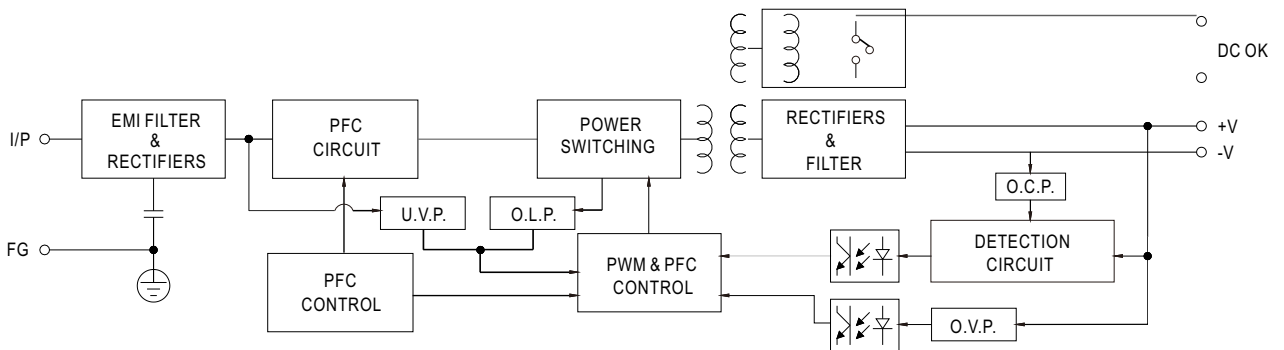 DC OK
I/P
EMI FILTER
&
RECTIFIERS
PFC
CIRCUIT
POWER
SWITCHING
RECTIFIERS
&
FILTER
+V
-V
O.C.P.
U.V.P.
O.L.P.
FG
PFC
CONTROL
PWM & PFC
CONTROL
DETECTION
CIRCUIT
O.V.P.